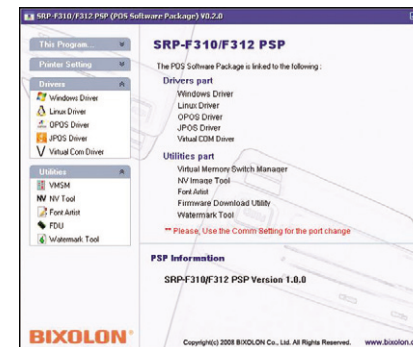 SRP-F310/F312 PSP (POS Software Package) V0.2.0
This Program...
Printer Setting
Drivers
Windows Driver
Linux Driver
OPOS Driver
JPOS Driver
Virtual Com Driver
Utilities
VMSM
NV NV Tool
Font Artist
FDU
Watermark Tool
BIXOLON
SRP-F310/F312 PSP
The POS Software Package is linked to the following :
Drivers part
Windows Driver
Linux Driver
OPOS Driver
JPOS Driver
Virtual COM Driver
Utilities part
Virtual Memory Switch Manager
NV Image Tool
Font Artist
Firmware Download Utility
Watermark Tool
** Please, Use the Comm Setting for the port change
PSP Information
SRP-F310/F312 PSP Version 1.0.0
Copyright(c) 2008 BIXOLON Co., Ltd. All Rights Reserved. www.bixolon.c